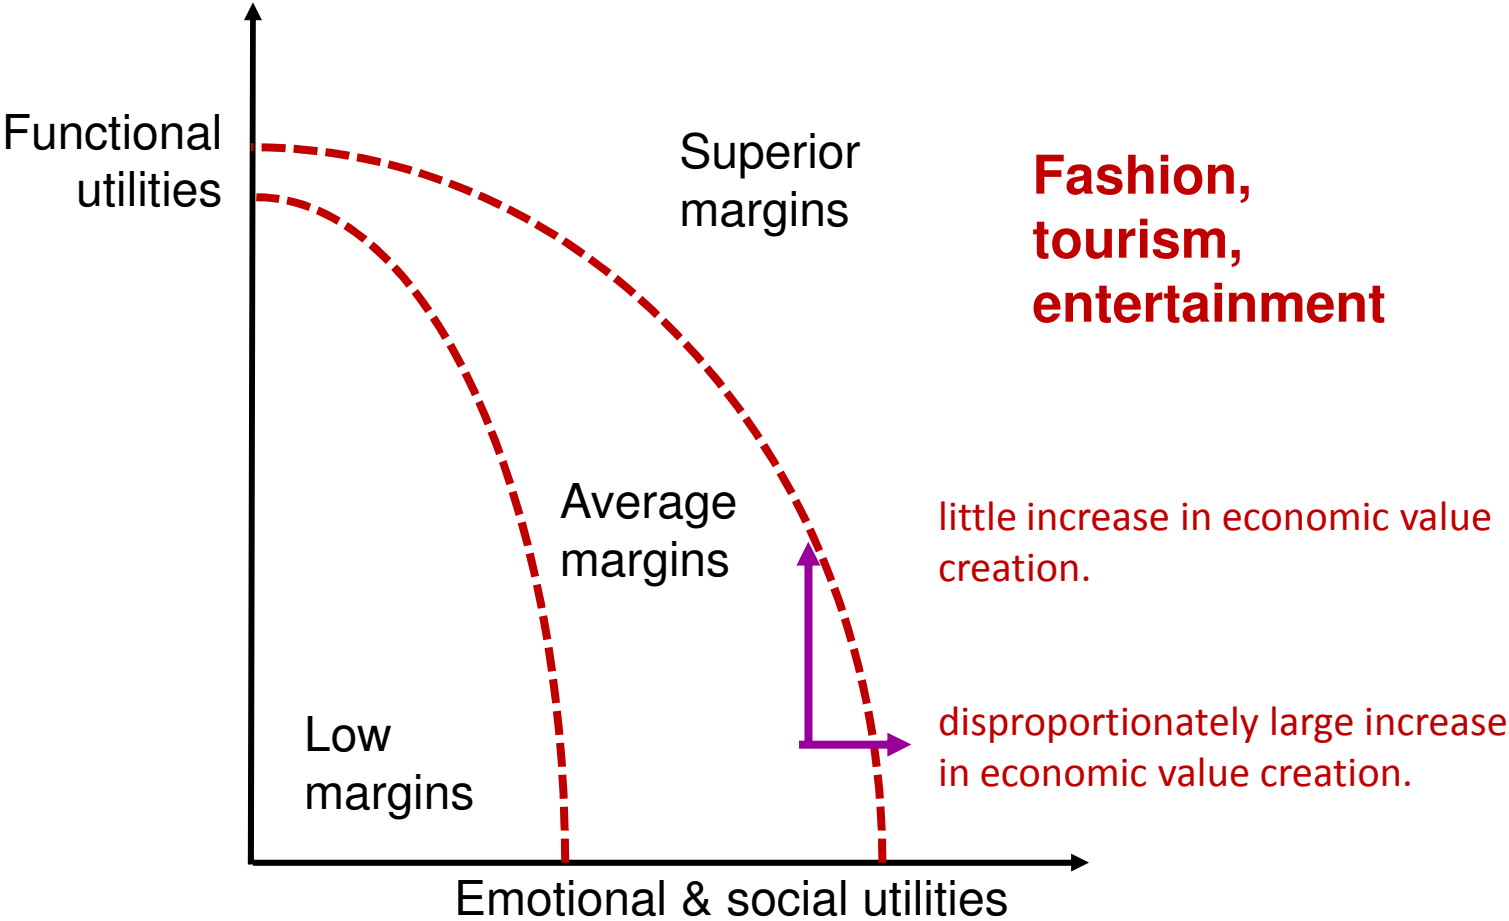 Functional
utilities
Superior
margins
Fashion,
tourism,
entertainment
Average
margins
little increase in economic value
creation.
Low
margins
disproportionately large increase
in economic value creation.
Emotional & social utilities